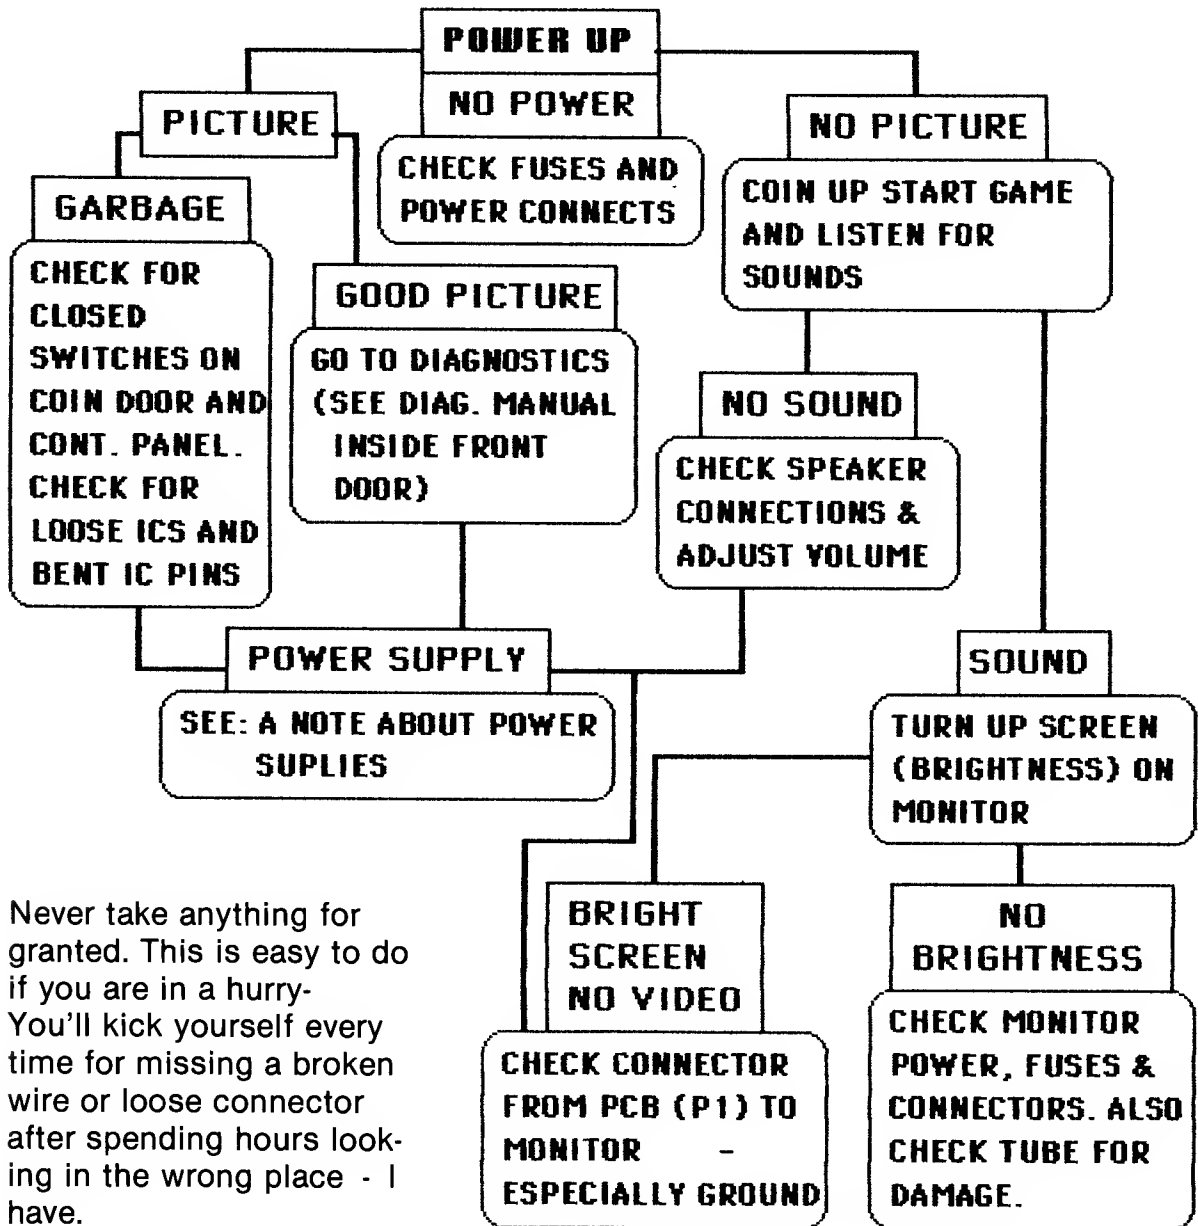 POWER UP
NO POWER
CHECK FUSES AND
POWER CONNECTS
PICTURE
GARBAGE
CHECK FOR
CLOSED
SWITCHES ON
COIN DOOR AND
CONT. PANEL.
CHECK FOR
LOOSE ICS AND
BENT IC PINS
GOOD PICTURE
GO TO DIAGNOSTICS
(SEE DIAG. MANUAL
INSIDE FRONT
DOOR)
NO PICTURE
COIN UP START GAME
AND LISTEN FOR
SOUNDS
NO SOUND
CHECK SPEAKER
CONNECTIONS &
ADJUST VOLUME
POWER SUPPLY
SEE: A NOTE ABOUT POWER
SUPLIES
SOUND
TURN UP SCREEN
(BRIGHTNESS) ON
MONITOR
BRIGHT
SCREEN
NO VIDEO
CHECK CONNECTOR
FROM PCB (P1) TO
MONITOR -
ESPECIALLY GROUND
NO
BRIGHTNESS
CHECK MONITOR
POWER, FUSES &
CONNECTORS. ALSO
CHECK TUBE FOR
DAMAGE.
Never take anything for
granted. This is easy to do
if you are in a hurry-
You'll kick yourself every
time for missing a broken
wire or loose connector
after spending hours look-
ing in the wrong place - I
have.